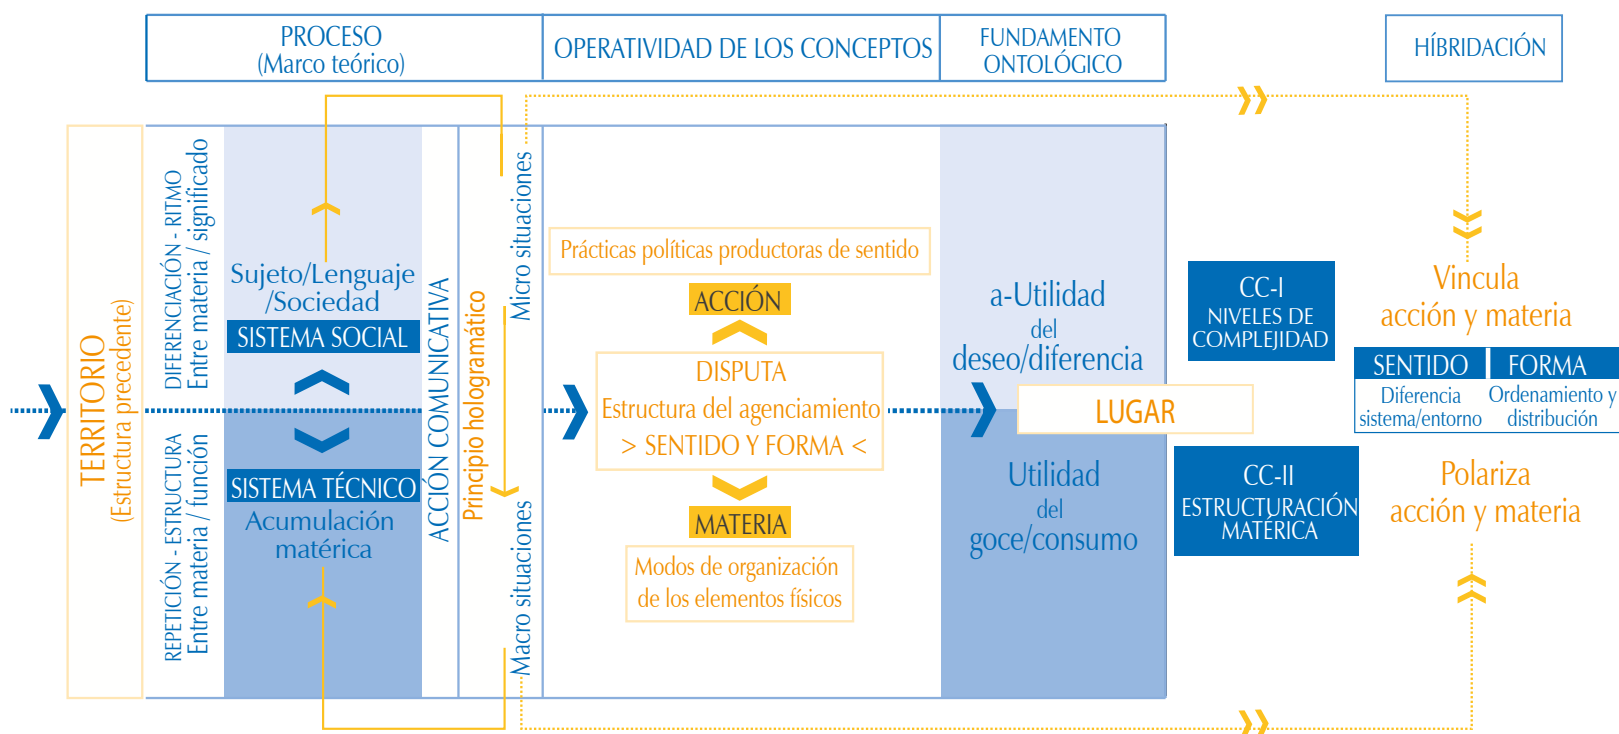 PROCESO
(Marco teórico)
OPERATIVIDAD DE LOS CONCEPTOS
FUNDAMENTO
ONTOLÓGICO
HÍBRIDACIÓN
TERRITORIO
(Estructura precedente)
DIFERENCIACIÓN - RITMO
Entre materia / significado
REPETICIÓN - ESTRUCTURA
Entre materia / función
Sujeto/Lenguaje
/Sociedad
SISTEMA SOCIAL
SISTEMA TÉCNICO
Acumulación
matérica
ACCIÓN COMUNICATIVA
Principio hologramático
Micro situaciones
Macro situaciones
Prácticas políticas productoras de sentido
ACCIÓN
DISPUTA
Estructura del agenciamiento
> SENTIDO Y FORMA <
MATERIA
Modos de organización
de los elementos físicos
a-Utilidad
del
deseo/diferencia
LUGAR
Utilidad
del
goce/consumo
CC-I
NIVELES DE
COMPLEJIDAD
CC-II
ESTRUCTURACIÓN
MATÉRICA
Vincula
acción y materia
SENTIDO
Diferencia
sistema/entorno
FORMA
Ordenamiento y
distribución
Polariza
acción y materia